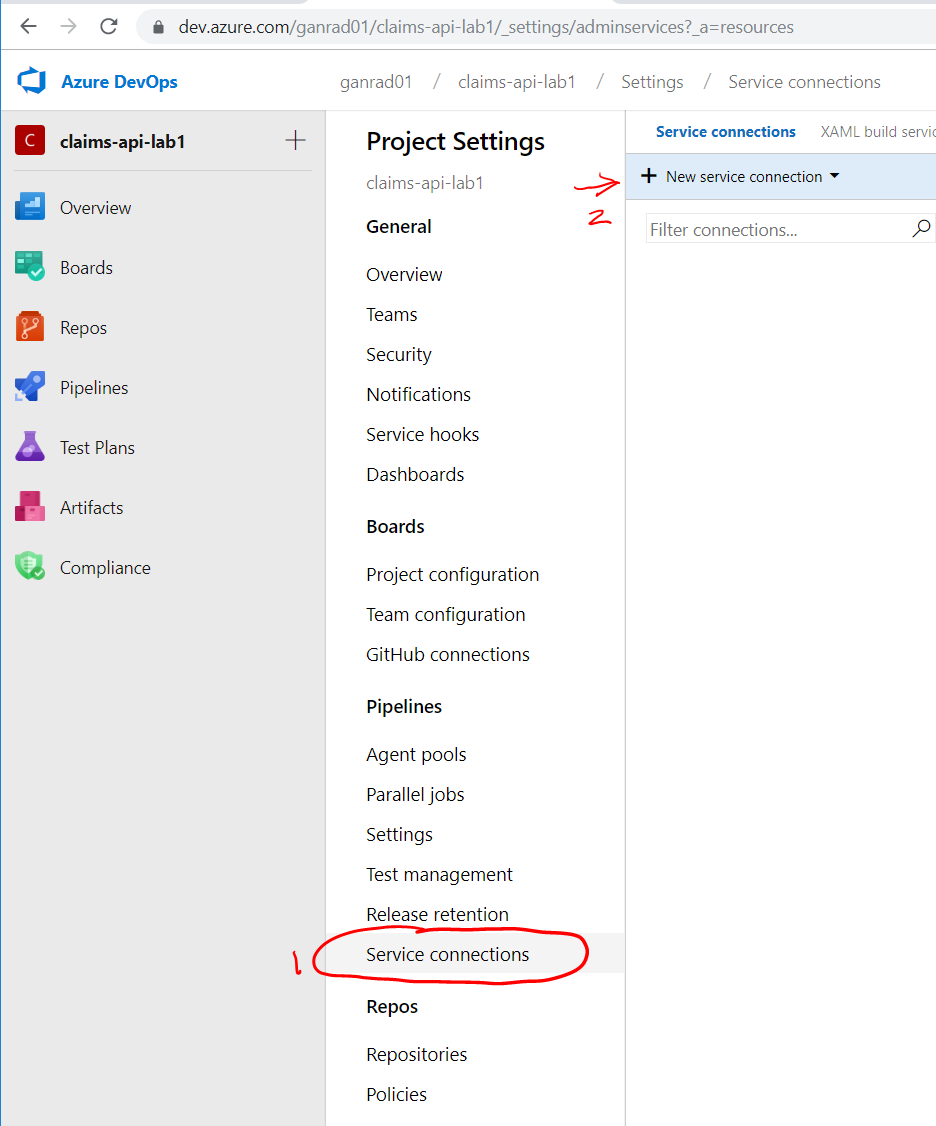 dev.azure.com/ganrad01/claims-api-lab1/_settings/adminservices?_a=resources
Azure DevOps
ganrad01 / claims-api-lab1 / Settings / Service connections
C claims-api-lab1
Overview
Boards
Repos
Pipelines
Test Plans
Artifacts
Compliance
Project Settings
claims-api-lab1
General
Overview
Teams
Security
Notifications
Service hooks
Dashboards
Boards
Project configuration
Team configuration
GitHub connections
Pipelines
Agent pools
Parallel jobs
Settings
Test management
Release retention
1 Service connections
Repos
Repositories
Policies
Service connections XAML build servic
2 New service connection
Filter connections...